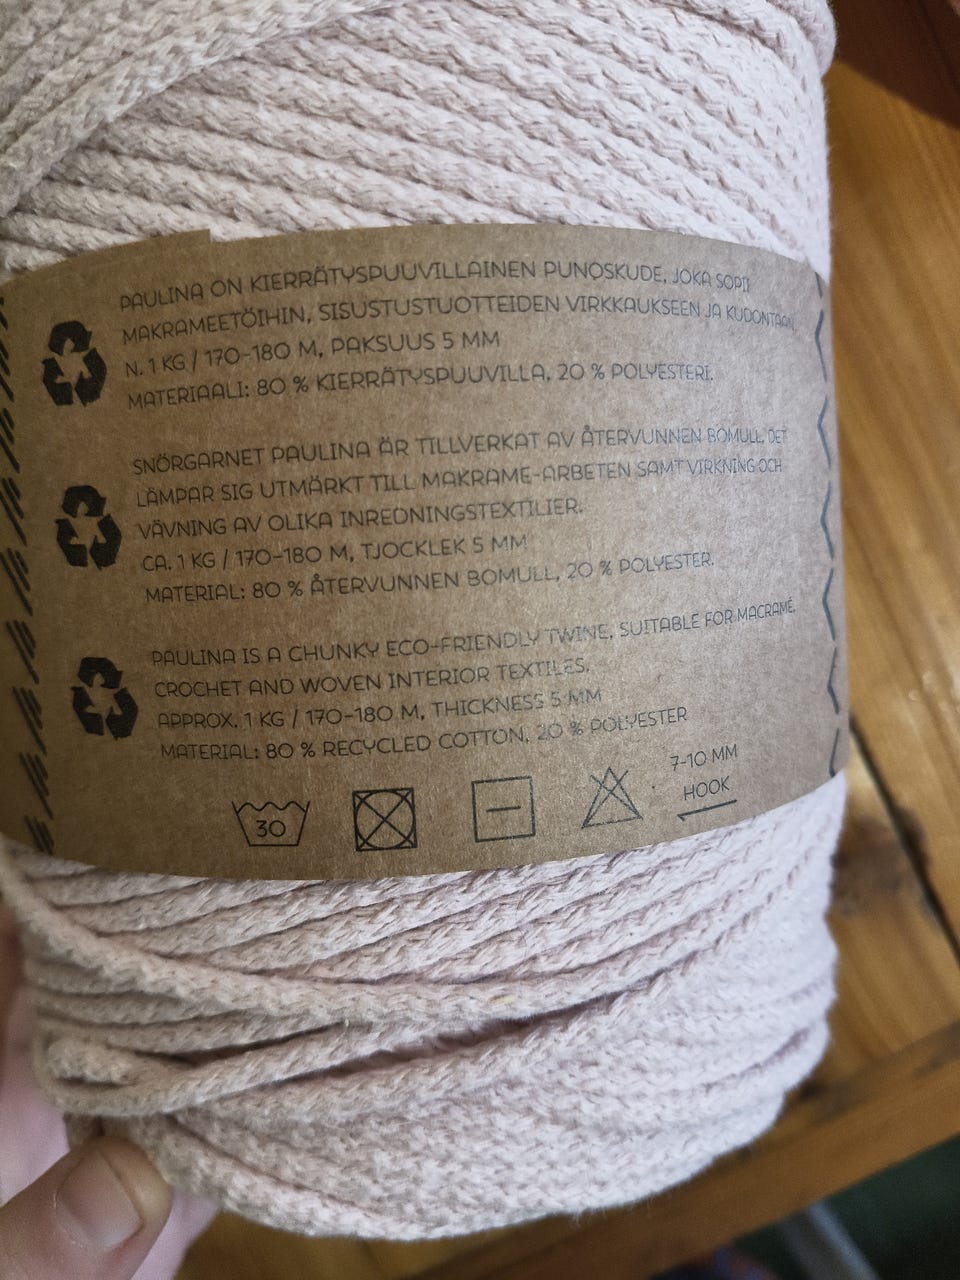 PAULINA ON KIERRÄTYSPUUVILLAINEN PUNOSKUDE, JOKA SOPII
MAKRAMEETÖIHIN, SISUSTUSTUOTTEIDEN VIRKKAUKSEEN JA KUDONTAAN.
N. 1 KG / 170-180 M, PAKSUUS 5 MM
MATERIAALI: 80 % KIERRÄTYSPUUVILLA, 20 % POLYESTERI.
SNÖRGARNET PAULINA ÄR TILLVERKAT AV ÅTERVUNNEN BOMULL. DET
LÄMPAR SIG UTMÄRKT TILL MAKRAME-ARBETEN SAMT VIRKNING OCH
VÄVNING AV OLIKA INREDNINGSTEXTILIER.
CA. 1 KG / 170-180 M, TJOCKLEK 5 MM
MATERIAL: 80 % ÅTERVUNNEN BOMULL, 20 % POLYESTER.
PAULINA IS A CHUNKY ECO-FRIENDLY TWINE, SUITABLE FOR MACRAMÉ,
CROCHET AND WOVEN INTERIOR TEXTILES.
APPROX. 1 KG / 170-180 M, THICKNESS 5 MM
MATERIAL: 80 % RECYCLED COTTON, 20 % POLYESTER
30
7-10 MM
HOOK